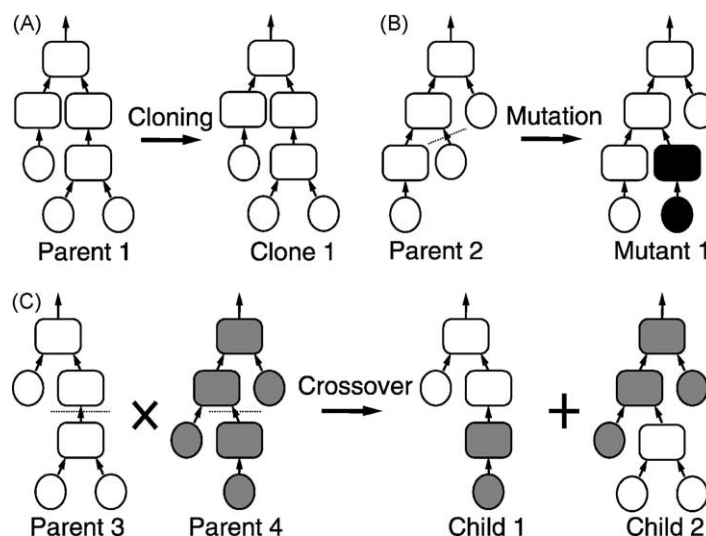 (A)
Cloning
Parent 1
Clone 1
(B)
Mutation
Parent 2
Mutant 1
(C)
×
Crossover
+
Parent 3
Parent 4
Child 1
Child 2